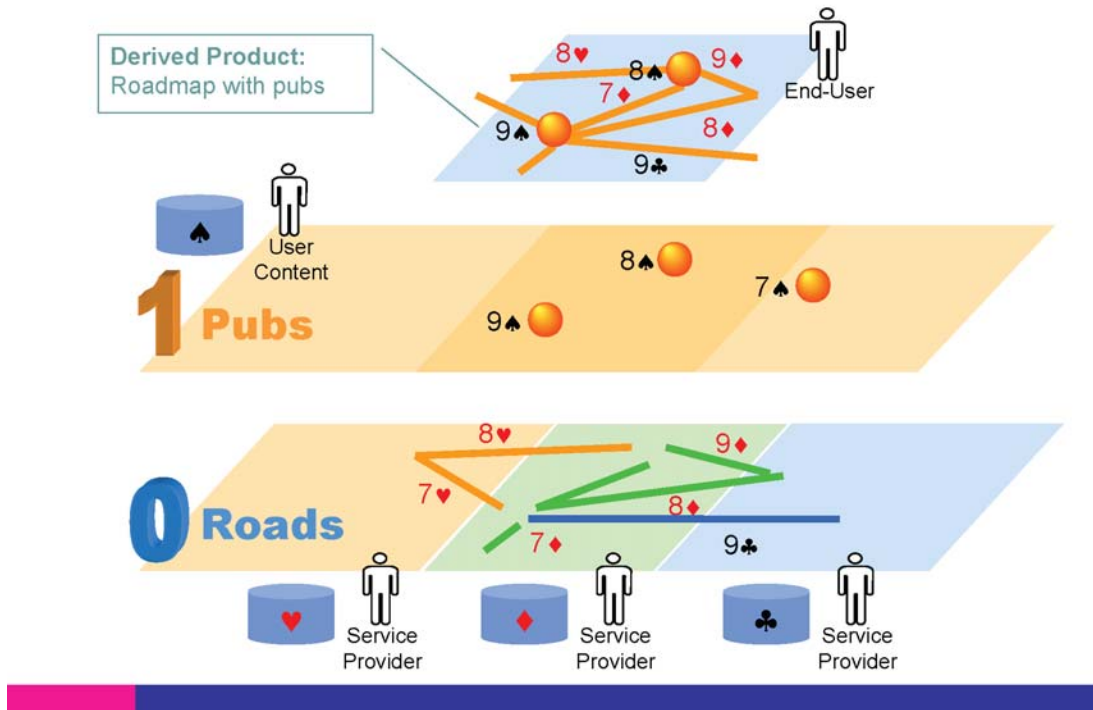 Derived Product:
Roadmap with pubs
8♥
8♠
9♦
7♦
9♠
8♦
9♣
End-User
♠
User
Content
8♠
7♠
9♠
1 Pubs
8♥
9♦
7♥
8♦
7♦
9♣
0 Roads
♥
Service
Provider
♦
Service
Provider
♣
Service
Provider